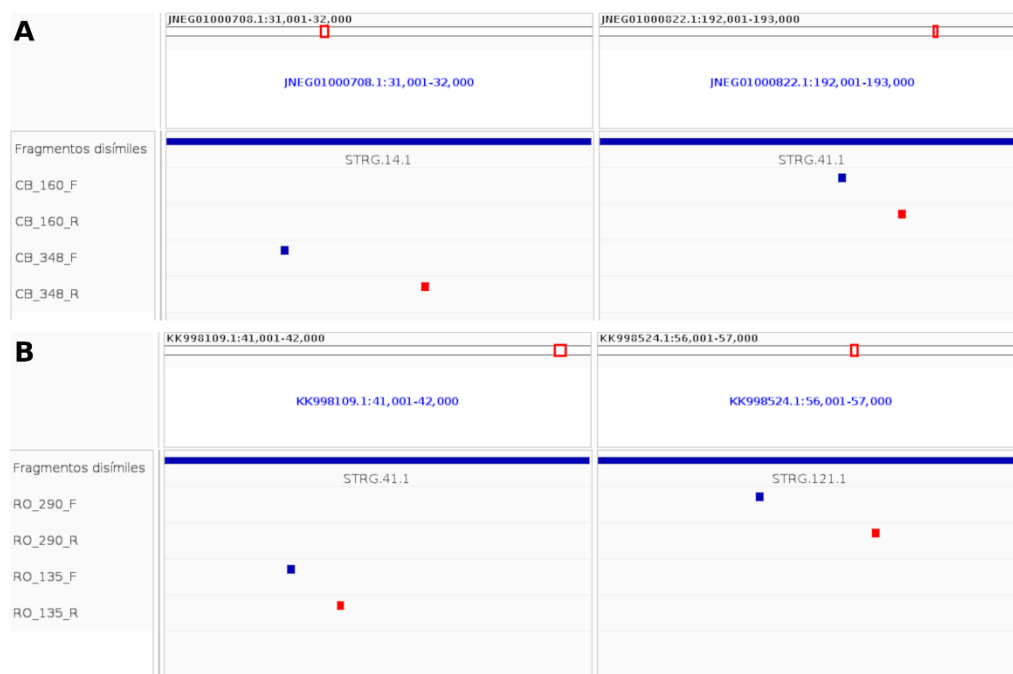 A
JNEG01000708.1:31,001-32,000
JNEG01000822.1:192,001-193,000
JNEG01000708.1:31,001-32,000
JNEG01000822.1:192,001-193,000
Fragmentos disímiles
STRG.14.1
STRG.41.1
CB_160_F
CB_160_R
CB_348_F
CB_348_R
B
KK998109.1:41,001-42,000
KK998524.1:56,001-57,000
KK998109.1:41,001-42,000
KK998524.1:56,001-57,000
Fragmentos disímiles
STRG.41.1
STRG.121.1
RO_290_F
RO_290_R
RO_135_F
RO_135_R